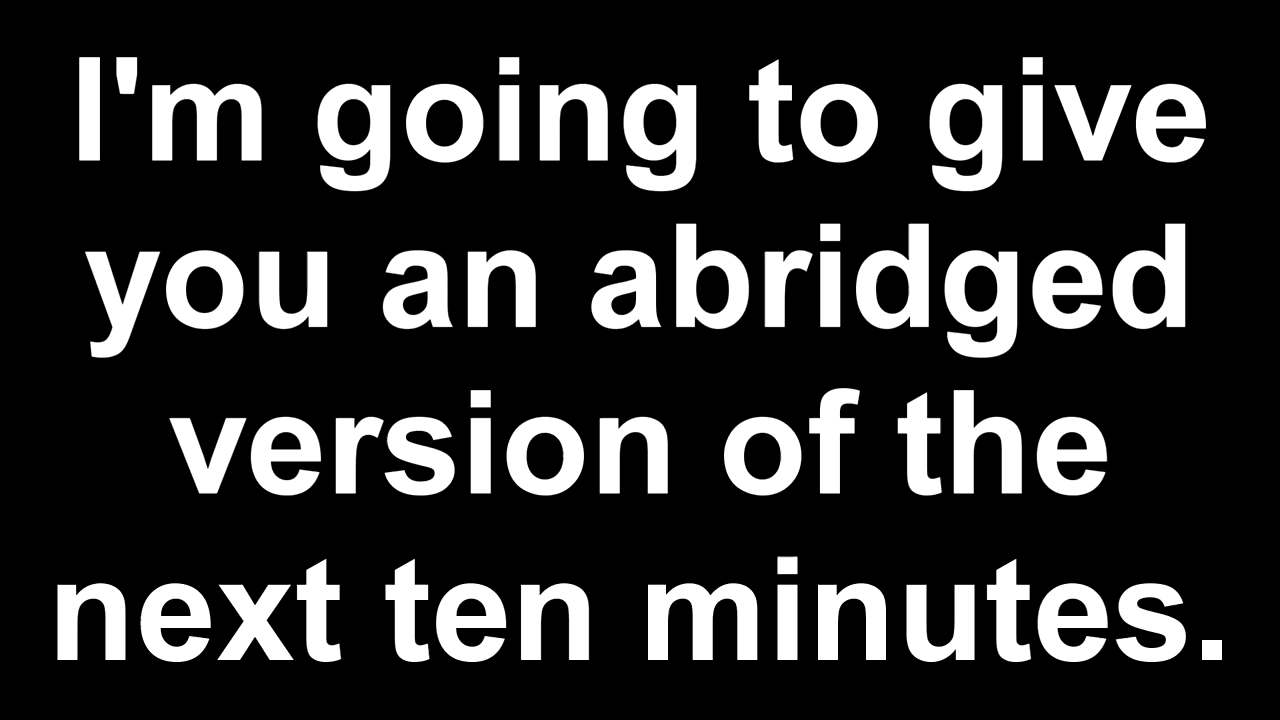 I'm going to give
you an abridged
version of the
next ten minutes.